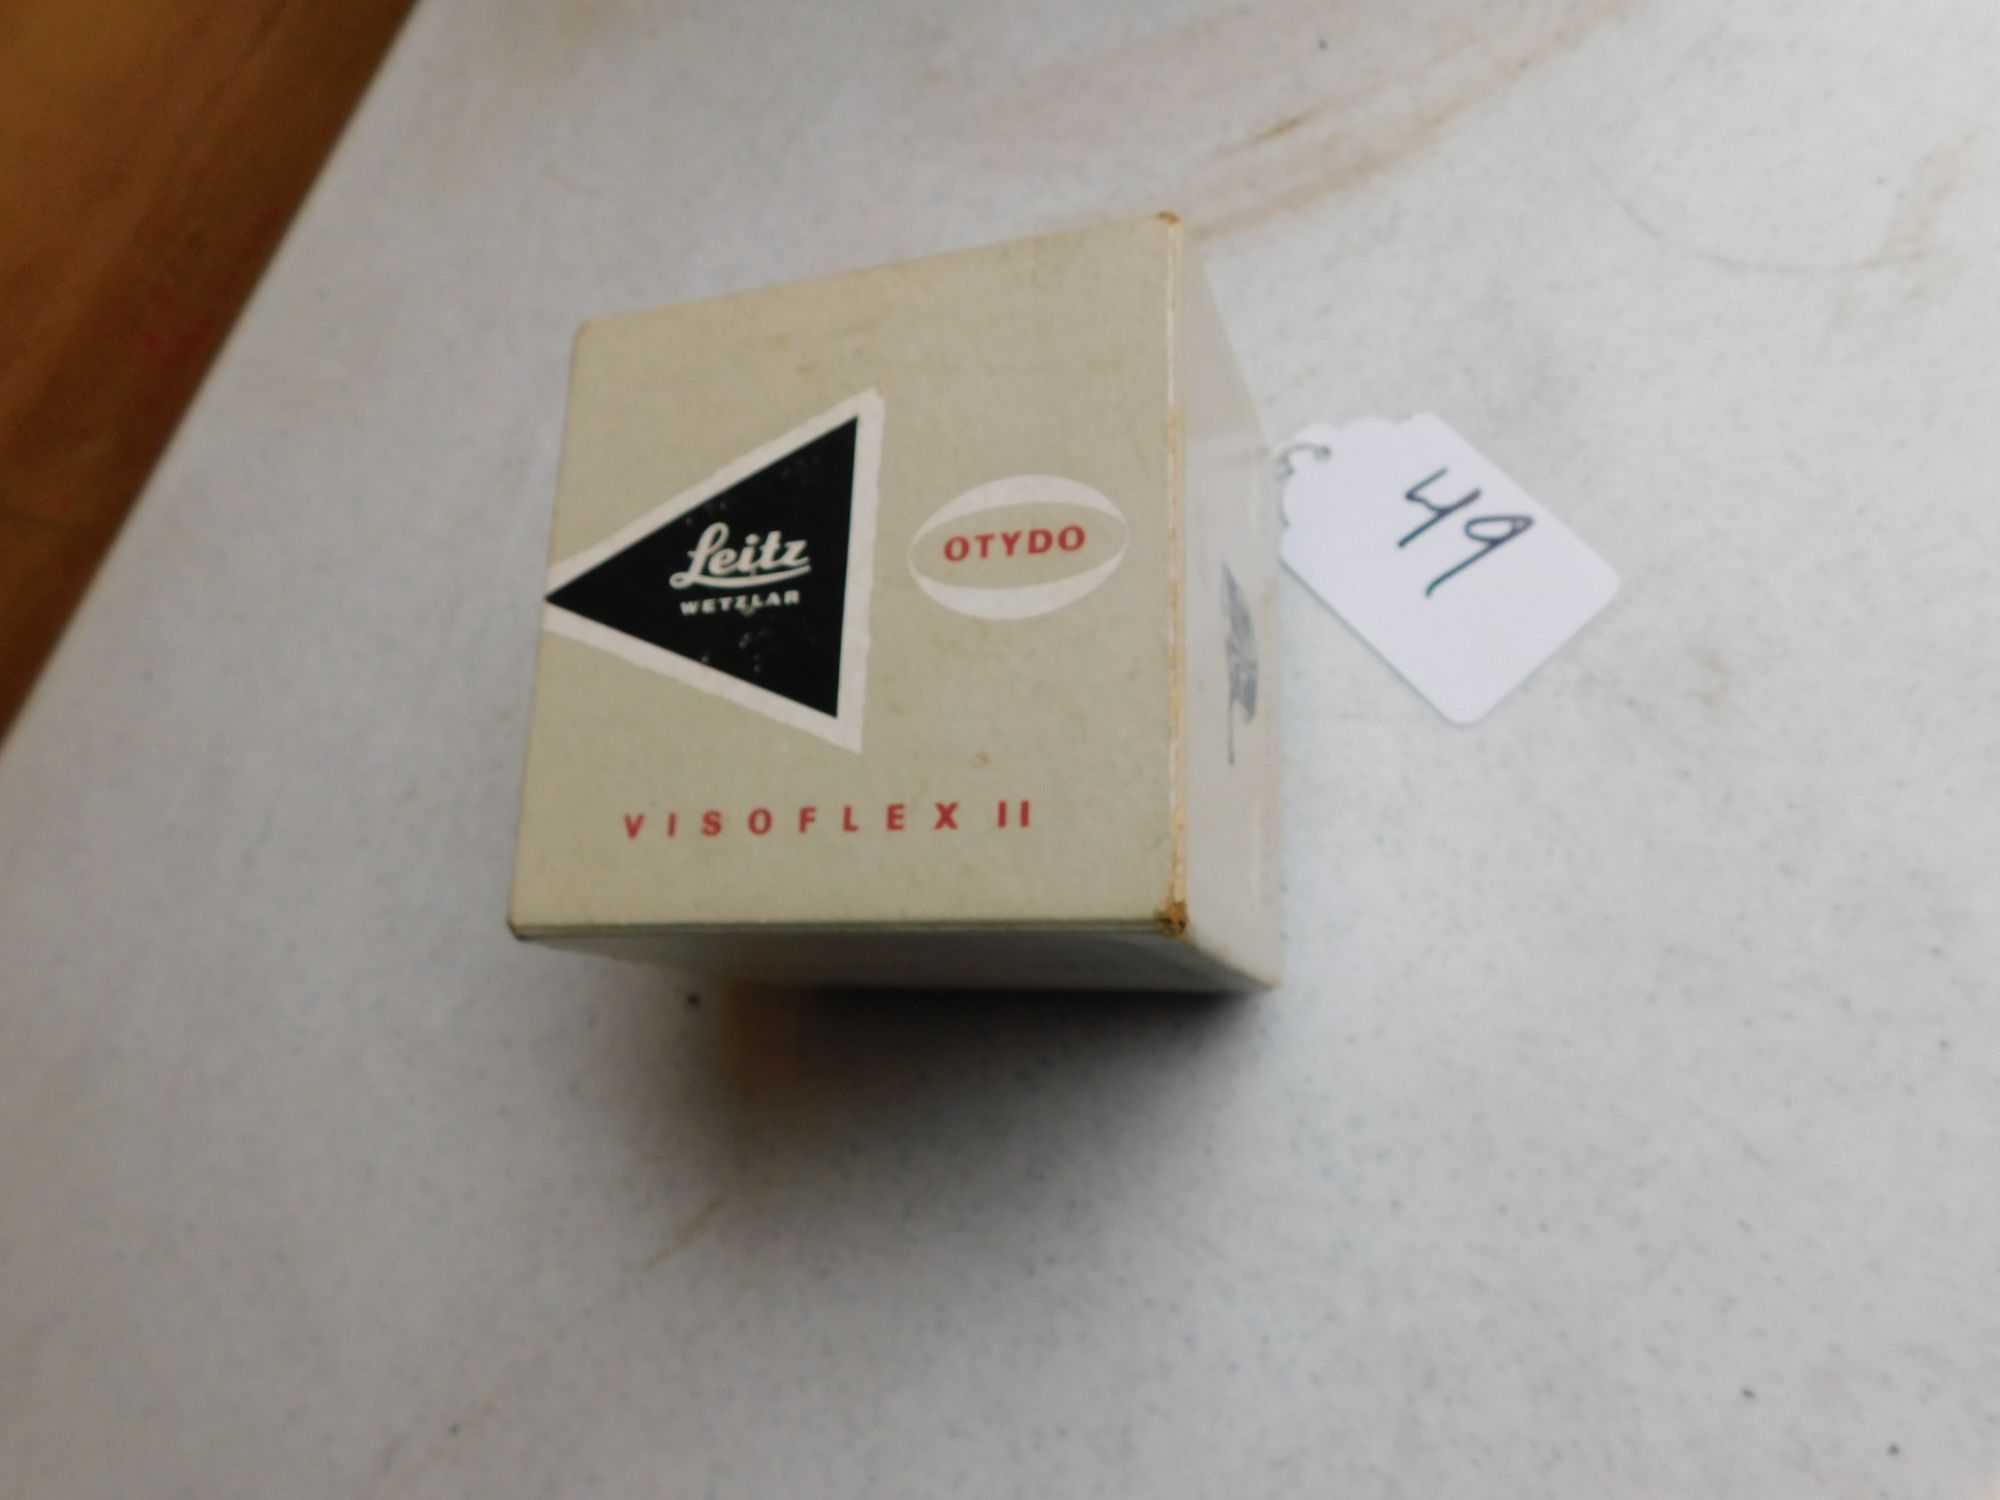 Leitz
WETZLAR
OTYDO
VISOFLEX II
49